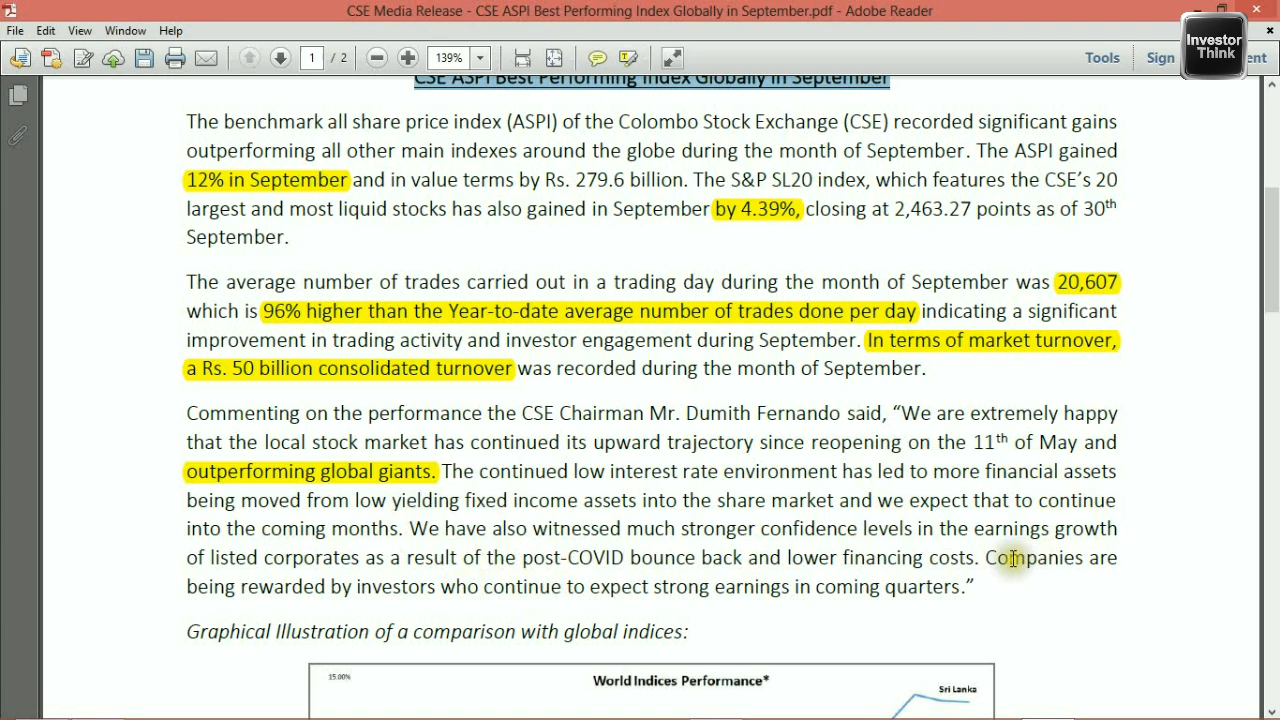 CSE Media Release - CSE ASPI Best Performing Index Globally in September.pdf - Adobe Reader
File Edit View Window Help
1 / 2 139% Tools Sign ent
Investor
Think
CSE ASPI Best Performing Index Globally in September
The benchmark all share price index (ASPI) of the Colombo Stock Exchange (CSE) recorded significant gains
outperforming all other main indexes around the globe during the month of September. The ASPI gained
12% in September and in value terms by Rs. 279.6 billion. The S&P SL20 index, which features the CSE’s 20
largest and most liquid stocks has also gained in September by 4.39%, closing at 2,463.27 points as of 30th
September.
The average number of trades carried out in a trading day during the month of September was 20,607
which is 96% higher than the Year-to-date average number of trades done per day indicating a significant
improvement in trading activity and investor engagement during September. In terms of market turnover,
a Rs. 50 billion consolidated turnover was recorded during the month of September.
Commenting on the performance the CSE Chairman Mr. Dumith Fernando said, “We are extremely happy
that the local stock market has continued its upward trajectory since reopening on the 11th of May and
outperforming global giants. The continued low interest rate environment has led to more financial assets
being moved from low yielding fixed income assets into the share market and we expect that to continue
into the coming months. We have also witnessed much stronger confidence levels in the earnings growth
of listed corporates as a result of the post-COVID bounce back and lower financing costs. Companies are
being rewarded by investors who continue to expect strong earnings in coming quarters.”
Graphical Illustration of a comparison with global indices:
15.00%
World Indices Performance*
Sri Lanka